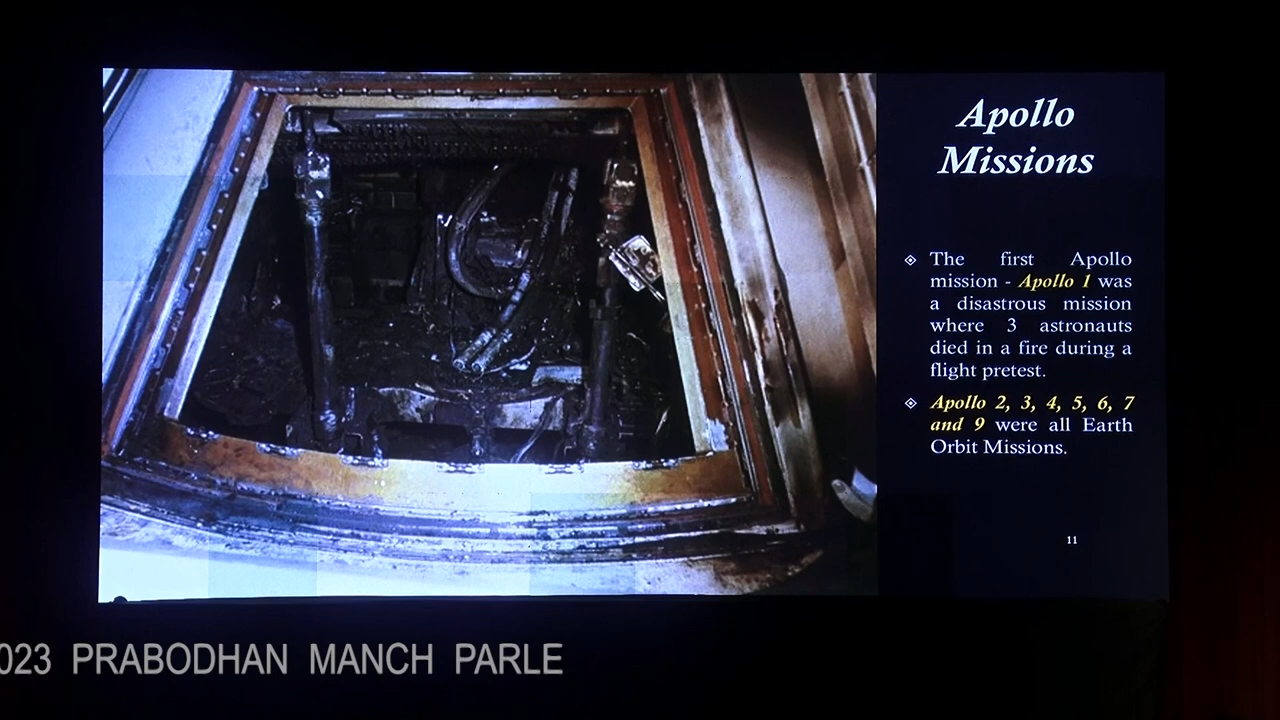 Apollo
Missions
The first Apollo
mission - Apollo 1 was
a disastrous mission
where 3 astronauts
died in a fire during a
flight pretest.
Apollo 2, 3, 4, 5, 6, 7
and 9 were all Earth
Orbit Missions.
11
023 PRABODHAN MANCH PARLE